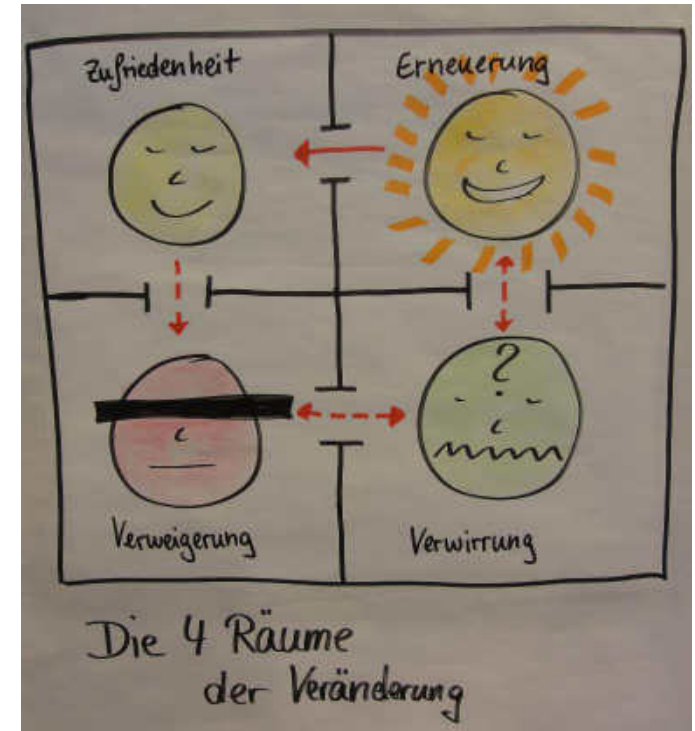 Zufriedenheit
Erneuerung
?
Verweigerung
Verwirrung
Die 4 Räume
der Veränderung